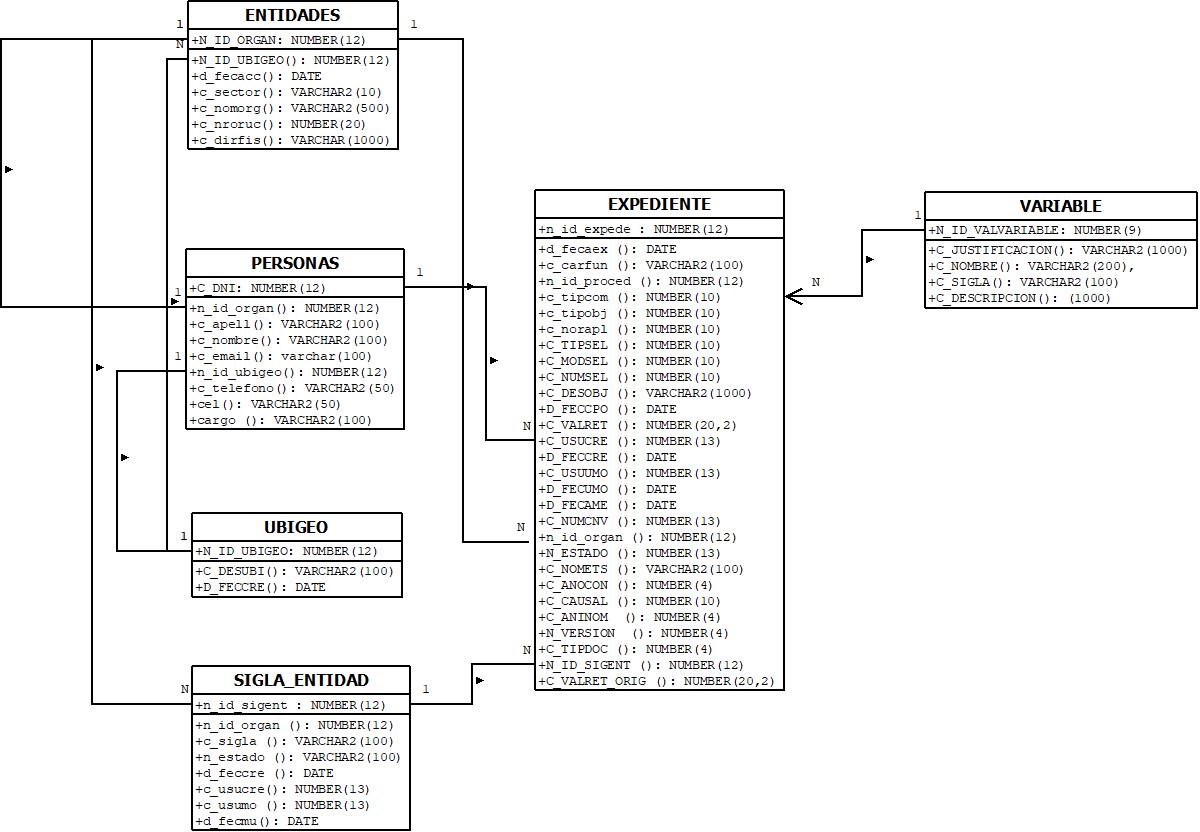 ENTIDADES
+N_ID_ORGAN: NUMBER(12)
+N_ID_UBIGEO(): NUMBER(12)
+d_fecacc(): DATE
+c_sector(): VARCHAR2(10)
+c_nomorg(): VARCHAR2(500)
+c_nroruc(): NUMBER(20)
+c_dirfis(): VARCHAR(1000)
1
N
1
PERSONAS
+C_DNI: NUMBER(12)
+n_id_organ(): NUMBER(12)
+c_apell(): VARCHAR2(100)
+c_nombre(): VARCHAR2(100)
+c_email(): varchar(100)
+n_id_ubigeo(): NUMBER(12)
+c_telefono(): VARCHAR2(50)
+cel(): VARCHAR2(50)
+cargo (): VARCHAR2(100)
1
1
1
UBIGEO
+N_ID_UBIGEO: NUMBER(12)
+C_DESUBI(): VARCHAR2(100)
+D_FECCRE(): DATE
1
SIGLA_ENTIDAD
+n_id_sigent : NUMBER(12)
+n_id_organ (): NUMBER(12)
+c_sigla (): VARCHAR2(100)
+n_estado (): VARCHAR2(100)
+d_feccre (): DATE
+c_usucre(): NUMBER(13)
+c_usumo (): NUMBER(13)
+d_fecmu(): DATE
N
1
EXPEDIENTE
+n_id_expede : NUMBER(12)
+d_fecaex (): DATE
+c_carfun (): VARCHAR2(100)
+n_id_proced (): NUMBER(12)
+c_tipcom (): NUMBER(10)
+c_tipobj (): NUMBER(10)
+c_norapl (): NUMBER(10)
+C_TIPSEL (): NUMBER(10)
+C_MODSEL (): NUMBER(10)
+C_NUMSEL (): NUMBER(10)
+C_DESOBJ (): VARCHAR2(1000)
+D_FECCPO (): DATE
+C_VALRET (): NUMBER(20,2)
+C_USUCRE (): NUMBER(13)
+D_FECCRE (): DATE
+C_USUUMO (): NUMBER(13)
+D_FECUMO (): DATE
+D_FECAME (): DATE
+C_NUMCNV (): NUMBER(13)
+n_id_organ (): NUMBER(12)
+N_ESTADO (): NUMBER(13)
+C_NOMETS (): VARCHAR2(100)
+C_ANOCON (): NUMBER(4)
+C_CAUSAL (): NUMBER(10)
+C_ANINOM  (): NUMBER(4)
+N_VERSION  (): NUMBER(4)
+C_TIPDOC (): NUMBER(4)
+N_ID_SIGENT (): NUMBER(12)
+C_VALRET_ORIG (): NUMBER(20,2)
N
N
N
N
VARIABLE
+N_ID_VALVARIABLE: NUMBER(9)
+C_JUSTIFICACION(): VARCHAR2(1000)
+C_NOMBRE(): VARCHAR2(200),
+C_SIGLA(): VARCHAR2(100)
+C_DESCRIPCION(): (1000)
1